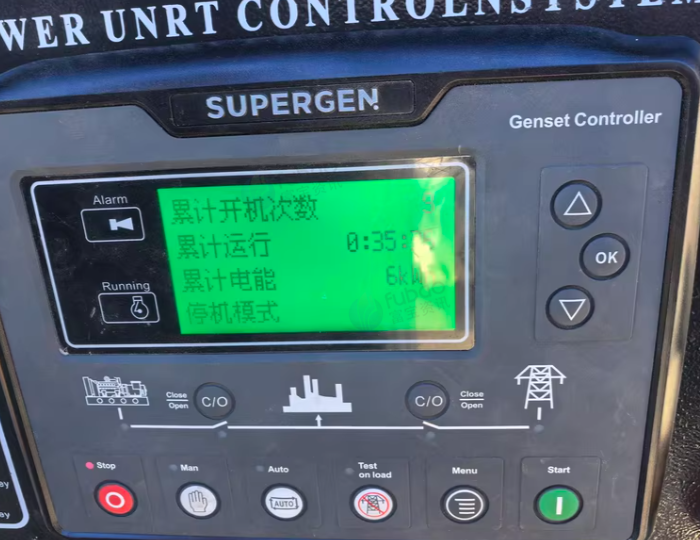 WER UNRT CONTROLENSYSTEM
SUPERGEN
Genset Controller
Alarm
累计开机次数
累计运行 0:35:
累计电能 6kW
停机模式
Running
OK
Close
Open
C/O
C/O
Close
Open
Stop
Man
Auto
Test
on load
Menu
Start
AUTO